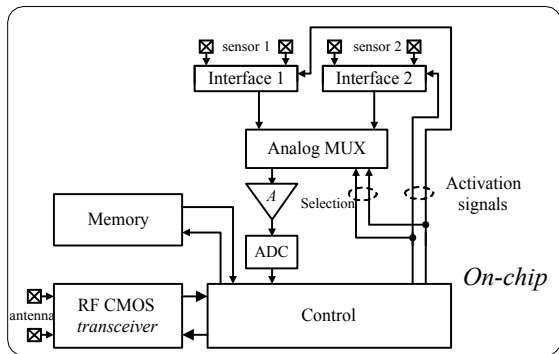 sensor 1
sensor 2
Interface 1
Interface 2
Analog MUX
A
Selection
Activation
signals
Memory
ADC
On-chip
antenna
RF CMOS
transceiver
Control